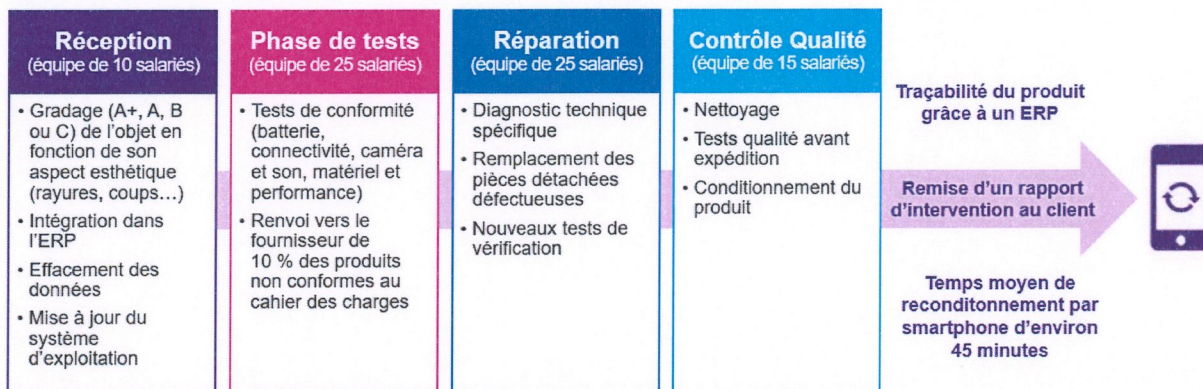 Réception
(équipe de 10 salariés)
• Gradage (A+, A, B
ou C) de l'objet en
fonction de son
aspect esthétique
(rayures, coups…)
• Intégration dans
l'ERP
• Effacement des
données
• Mise à jour du
système
d'exploitation
Phase de tests
(équipe de 25 salariés)
• Tests de conformité
(batterie,
connectivité, caméra
et son, matériel et
performance)
• Renvoi vers le
fournisseur de
10 % des produits
non conformes au
cahier des charges
Réparation
(équipe de 25 salariés)
• Diagnostic technique
spécifique
• Remplacement des
pièces détachées
défectueuses
• Nouveaux tests de
vérification
Contrôle Qualité
(équipe de 15 salariés)
• Nettoyage
• Tests qualité avant
expédition
• Conditionnement du
produit
Traçabilité du produit
grâce à un ERP
Remise d'un rapport
d'intervention au client
Temps moyen de
reconditonnement par
smartphone d'environ
45 minutes